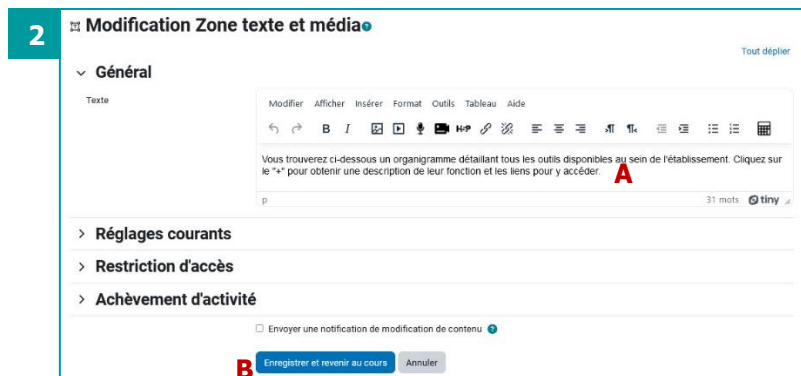 2
Modification Zone texte et média
Tout déplier
Général
Texte
Modifier Afficher Insérer Format Outils Tableau Aide
B I H5P
Vous trouverez ci-dessous un organigramme détaillant tous les outils disponibles au sein de l'établissement. Cliquez sur
le "+" pour obtenir une description de leur fonction et les liens pour y accéder.
A
p 31 mots tiny
Réglages courants
Restriction d'accès
Achèvement d'activité
Envoyer une notification de modification de contenu
B Enregistrer et revenir au cours Annuler